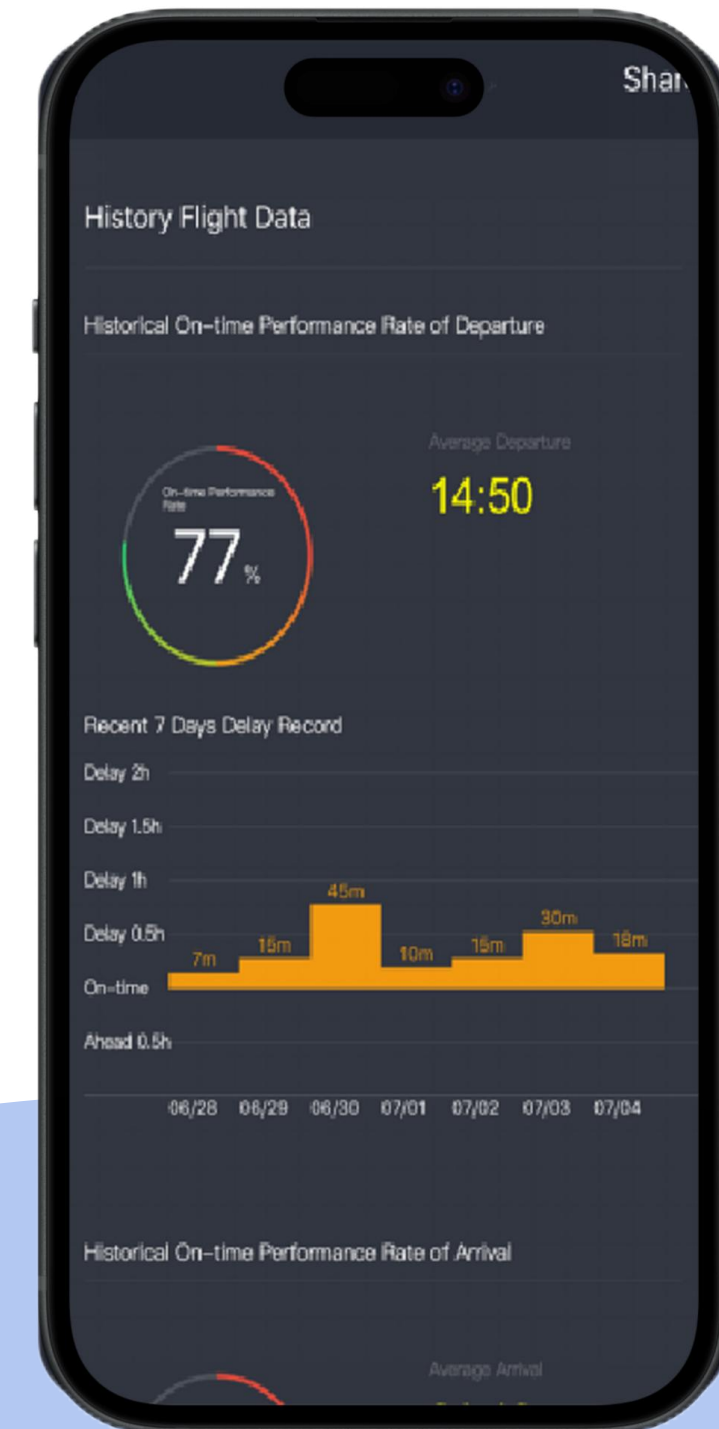 History Flight Data
Historical On-time Performance Rate of Departure
Average Departure
14:50
On-time Performance
Rate
77 %
Recent 7 Days Delay Record
Delay 2h
Delay 1.5h
Delay 1h
45m
Delay 0.5h
7m 15m 10m 15m 30m 18m
On-time
Ahead 0.5h
06/28 06/29 06/30 07/01 07/02 07/03 07/04
Historical On-time Performance Rate of Arrival
Average Arrival